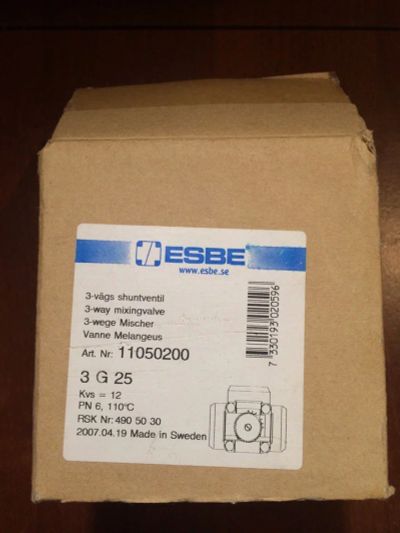 ESBE
www.esbe.se
3-vägs shuntventil
3-way mixingvalve
3-wege Mischer
Vanne Melangeus
Art. Nr: 11050200
3 G 25
Kvs = 12
PN 6, 110°C
RSK Nr: 490 50 30
2007.04.19 Made in Sweden
7 330193 020596